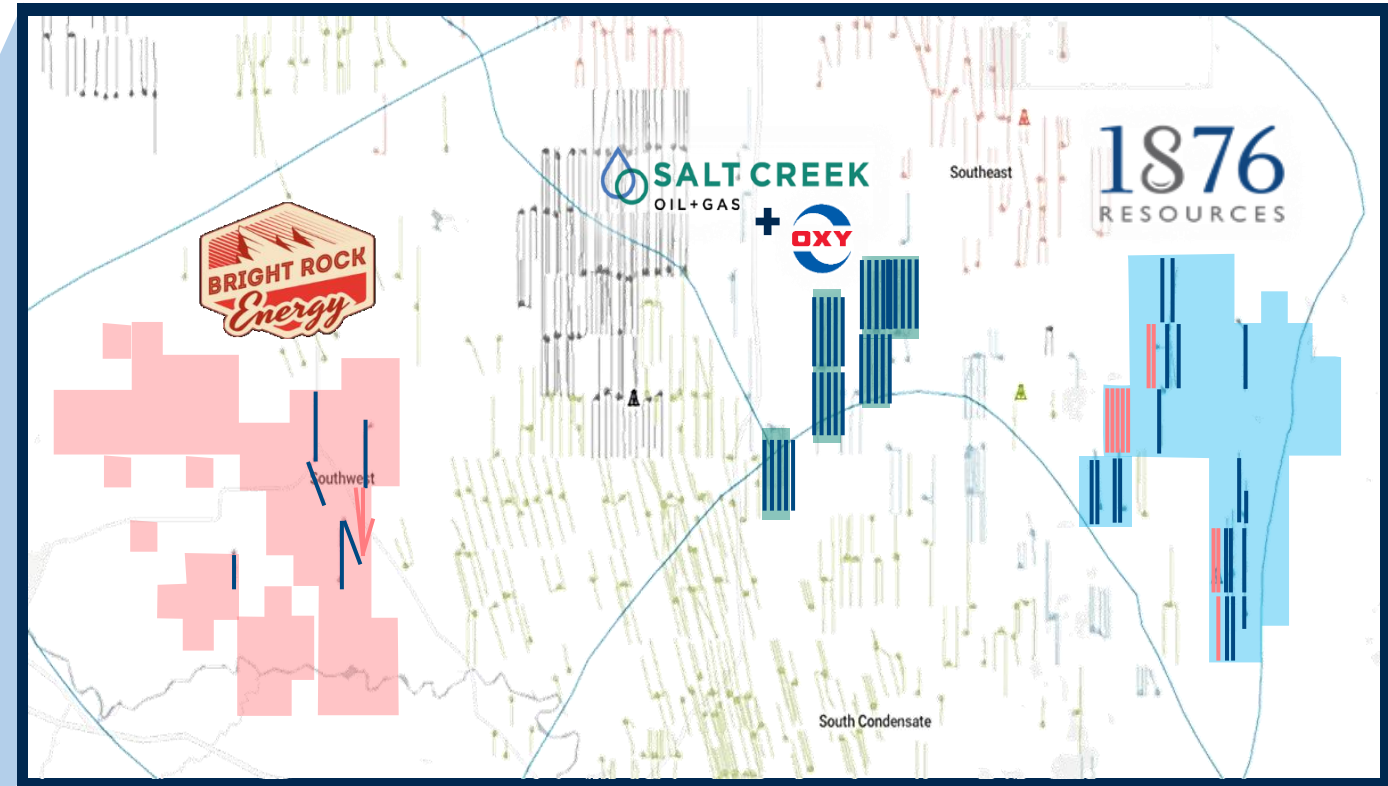 SALT CREEK
OIL+GAS
+
OXY
Southeast
1876
RESOURCES
BRIGHT ROCK
Energy
Southwest
South Condensate